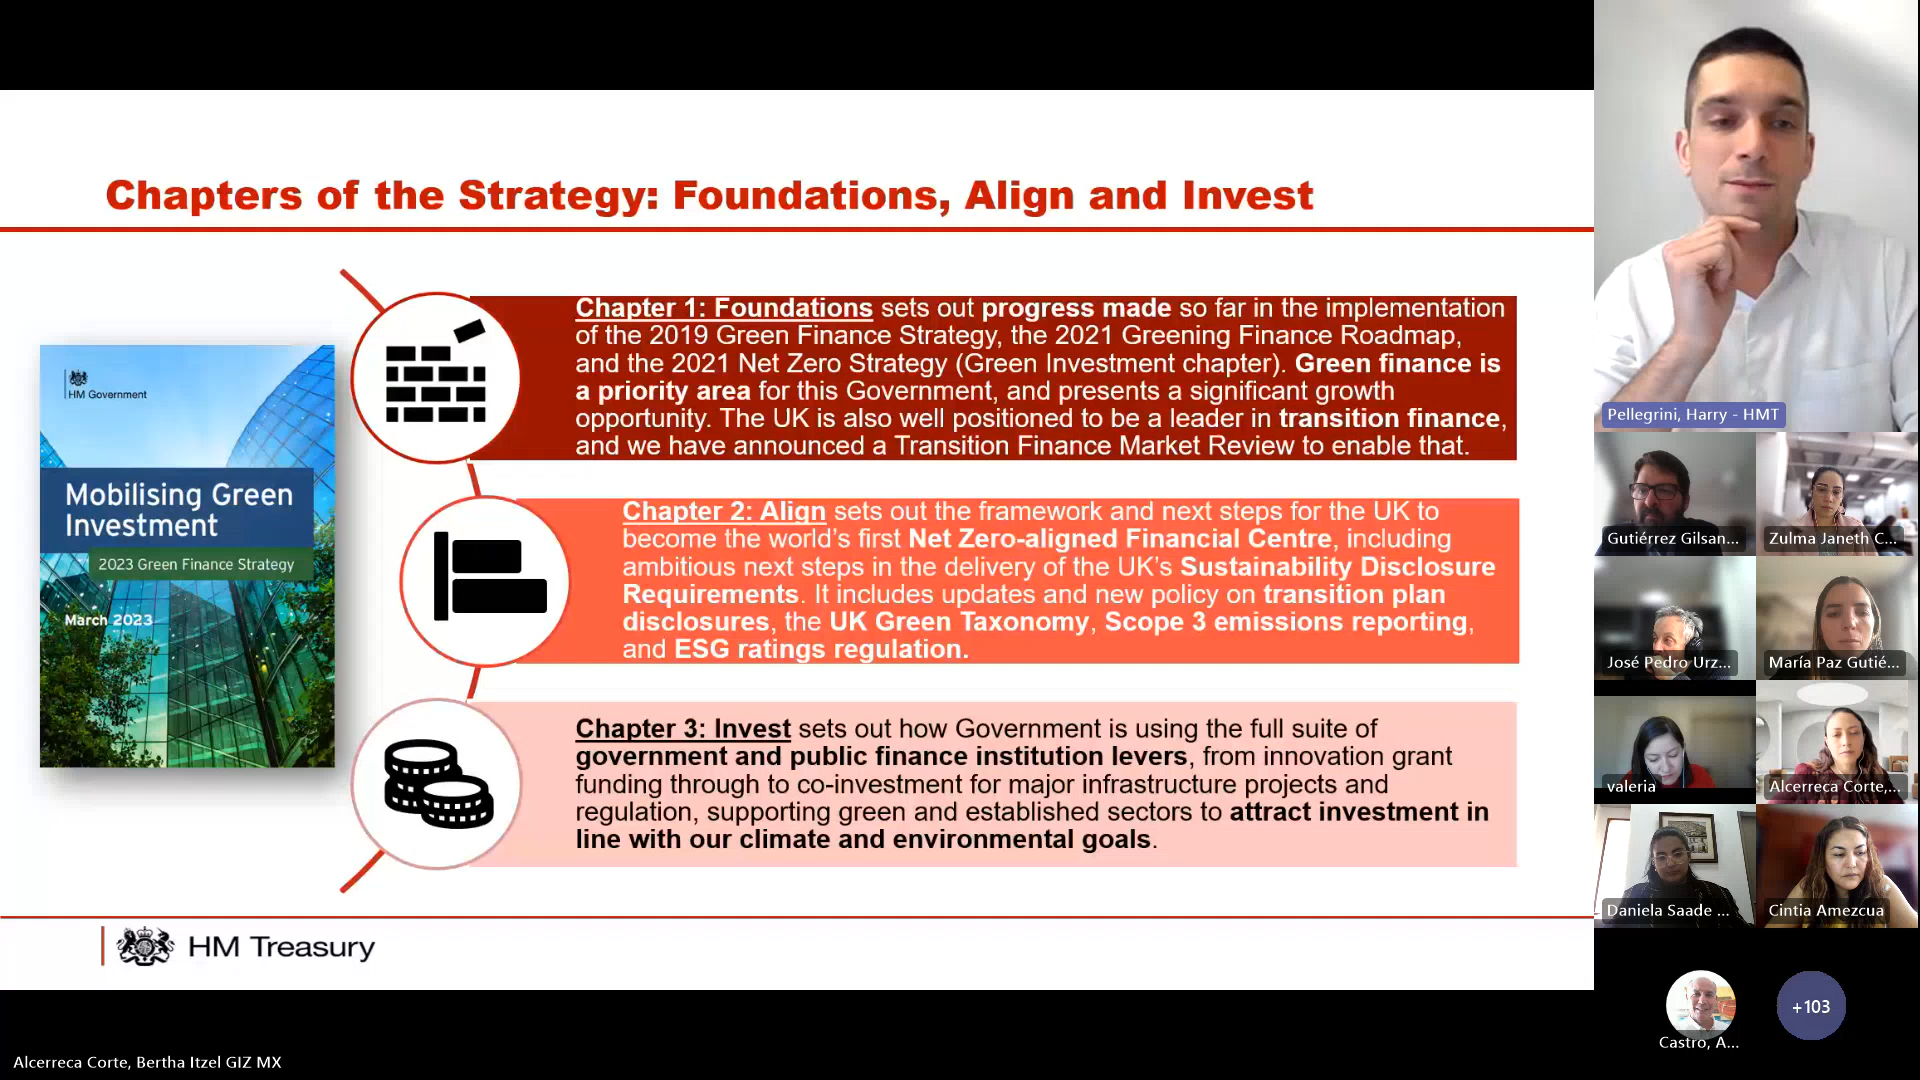 Chapters of the Strategy: Foundations, Align and Invest
HM Government
Mobilising Green
Investment
2023 Green Finance Strategy
March 2023
Chapter 1: Foundations sets out progress made so far in the implementation
of the 2019 Green Finance Strategy, the 2021 Greening Finance Roadmap,
and the 2021 Net Zero Strategy (Green Investment chapter). Green finance is
a priority area for this Government, and presents a significant growth
opportunity. The UK is also well positioned to be a leader in transition finance,
and we have announced a Transition Finance Market Review to enable that.
Chapter 2: Align sets out the framework and next steps for the UK to
become the world's first Net Zero-aligned Financial Centre, including
ambitious next steps in the delivery of the UK's Sustainability Disclosure
Requirements. It includes updates and new policy on transition plan
disclosures, the UK Green Taxonomy, Scope 3 emissions reporting,
and ESG ratings regulation.
Chapter 3: Invest sets out how Government is using the full suite of
government and public finance institution levers, from innovation grant
funding through to co-investment for major infrastructure projects and
regulation, supporting green and established sectors to attract investment in
line with our climate and environmental goals.
HM Treasury
Pellegrini, Harry - HMT
Gutiérrez Gilsan...
Zulma Janeth C...
José Pedro Urz...
María Paz Gutié...
valeria
Alcerreca Corte,...
Daniela Saade ...
Cintia Amezcua
Castro, A...
+103
Alcerreca Corte, Bertha Itzel GIZ MX